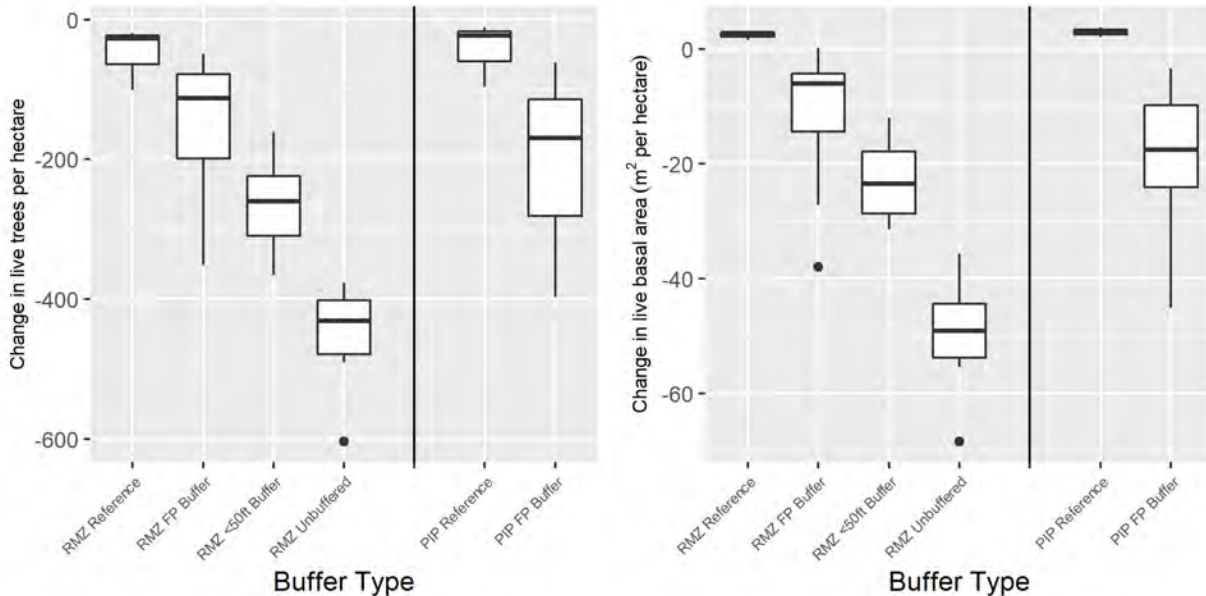 Change in live trees per hectare
0
-200
-400
-600
RMZ Reference
RMZ FP Buffer
RMZ <50ft Buffer
RMZ Unbuffered
PIP Reference
PIP FP Buffer
Buffer Type
Change in live basal area (m² per hectare)
0
-20
-40
-60
RMZ Reference
RMZ FP Buffer
RMZ <50ft Buffer
RMZ Unbuffered
PIP Reference
PIP FP Buffer
Buffer Type